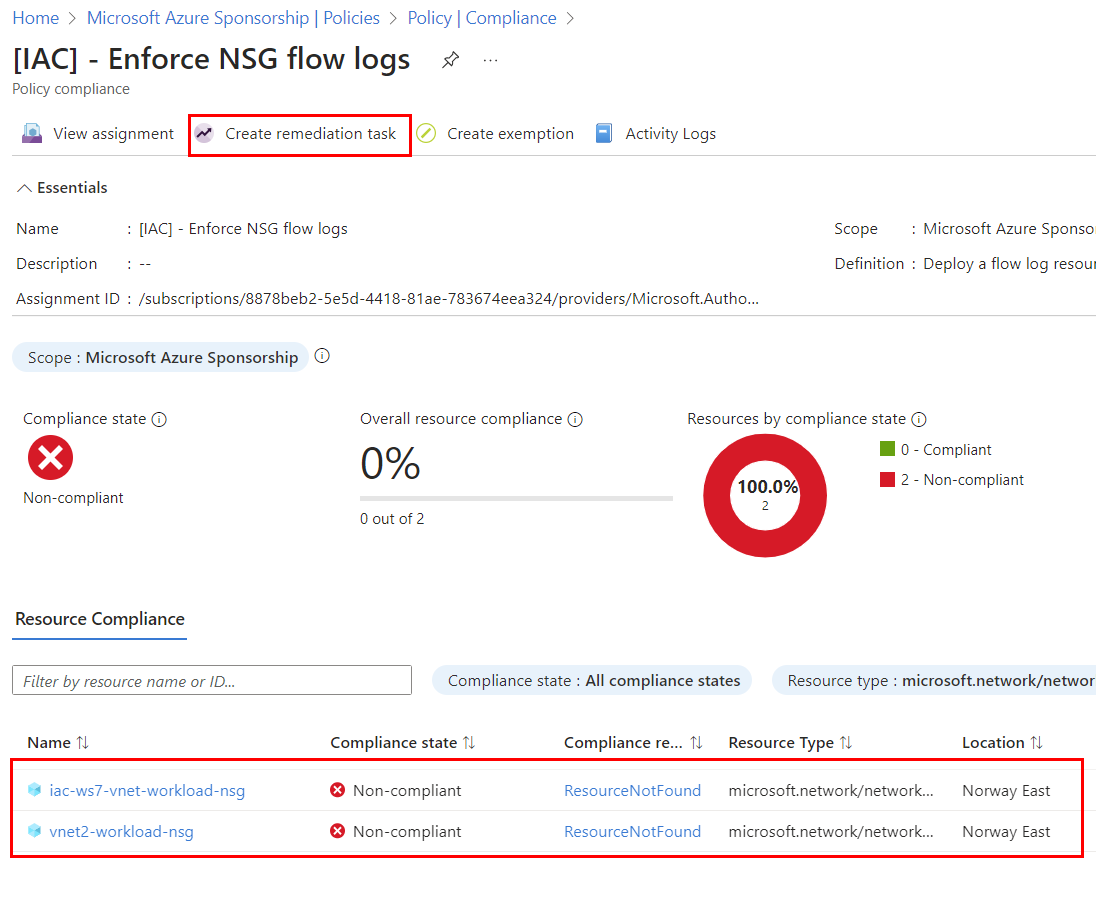 Home > Microsoft Azure Sponsorship | Policies > Policy | Compliance >
[IAC] - Enforce NSG flow logs ...
Policy compliance
View assignment Create remediation task Create exemption Activity Logs
Essentials
Name : [IAC] - Enforce NSG flow logs Scope : Microsoft Azure Sponso
Description : -- Definition : Deploy a flow log resour
Assignment ID : /subscriptions/8878beb2-5e5d-4418-81ae-783674eea324/providers/Microsoft.Autho...
Scope : Microsoft Azure Sponsorship
Compliance state Overall resource compliance Resources by compliance state
0% 100.0% 0 - Compliant
2 2 - Non-compliant
Non-compliant 0 out of 2
Resource Compliance
Filter by resource name or ID... Compliance state : All compliance states Resource type : microsoft.network/networ
Name Compliance state Compliance re... Resource Type Location
iac-ws7-vnet-workload-nsg Non-compliant ResourceNotFound microsoft.network/network... Norway East
vnet2-workload-nsg Non-compliant ResourceNotFound microsoft.network/network... Norway East